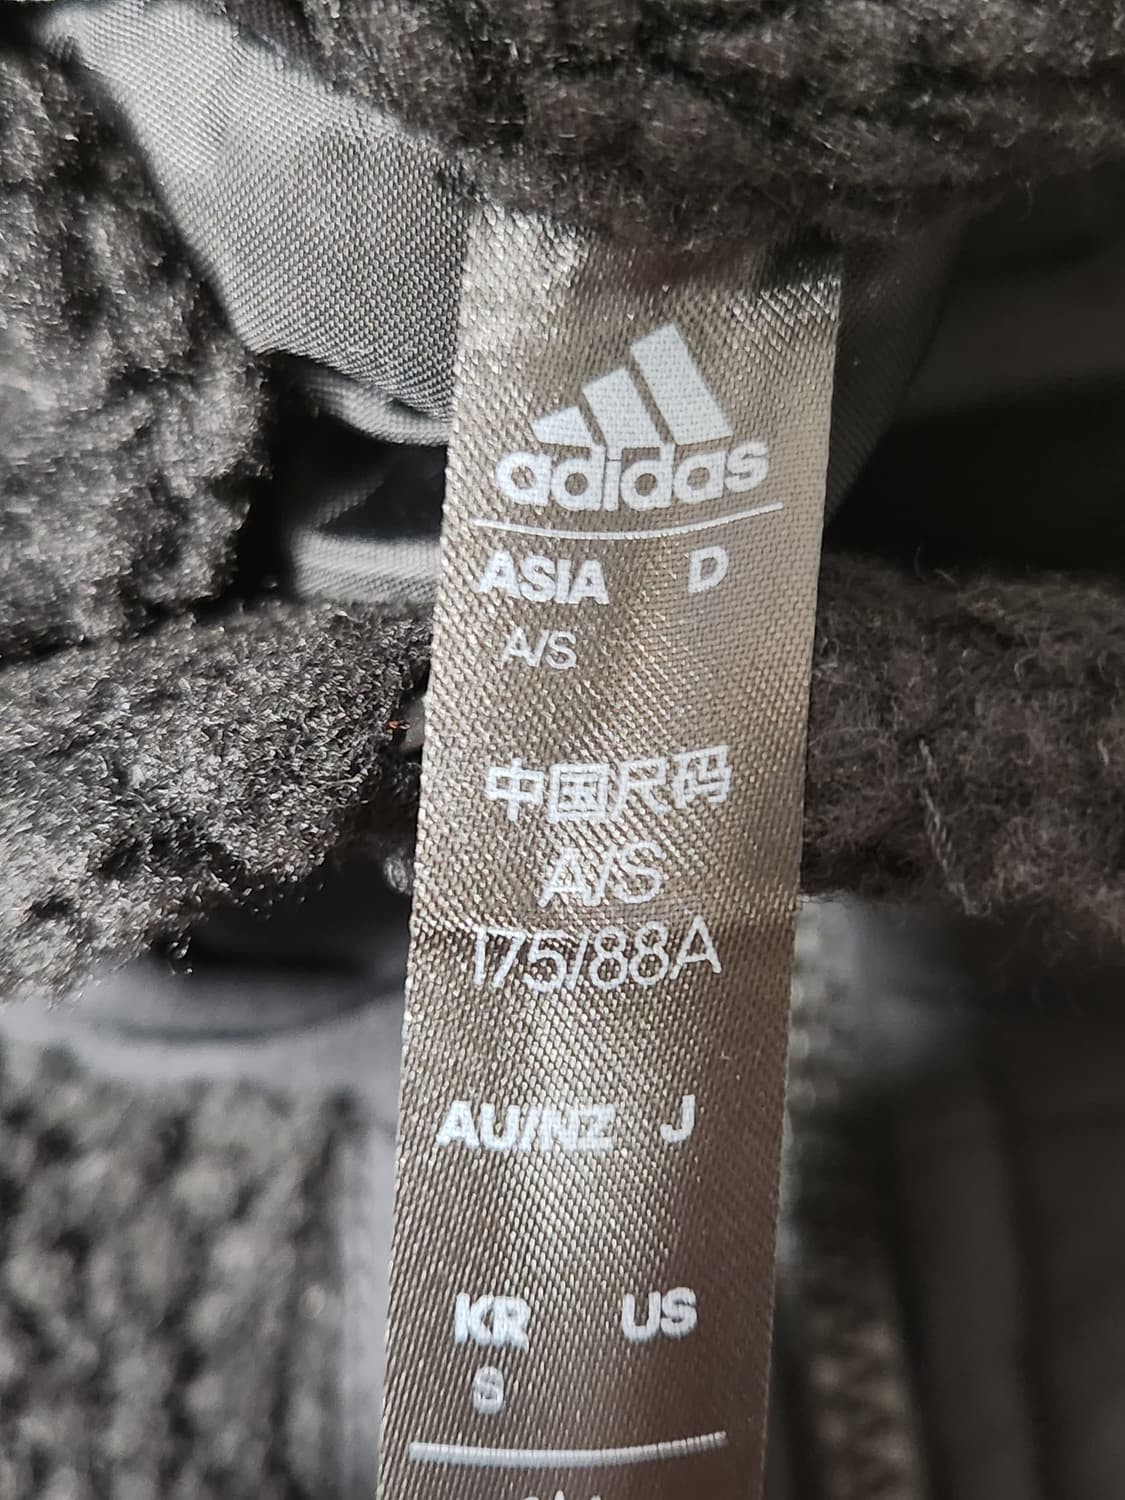 adidas
ASIA D
A/S
中国尺码
A/S
175/88A
AU/NZ J
KR US
S